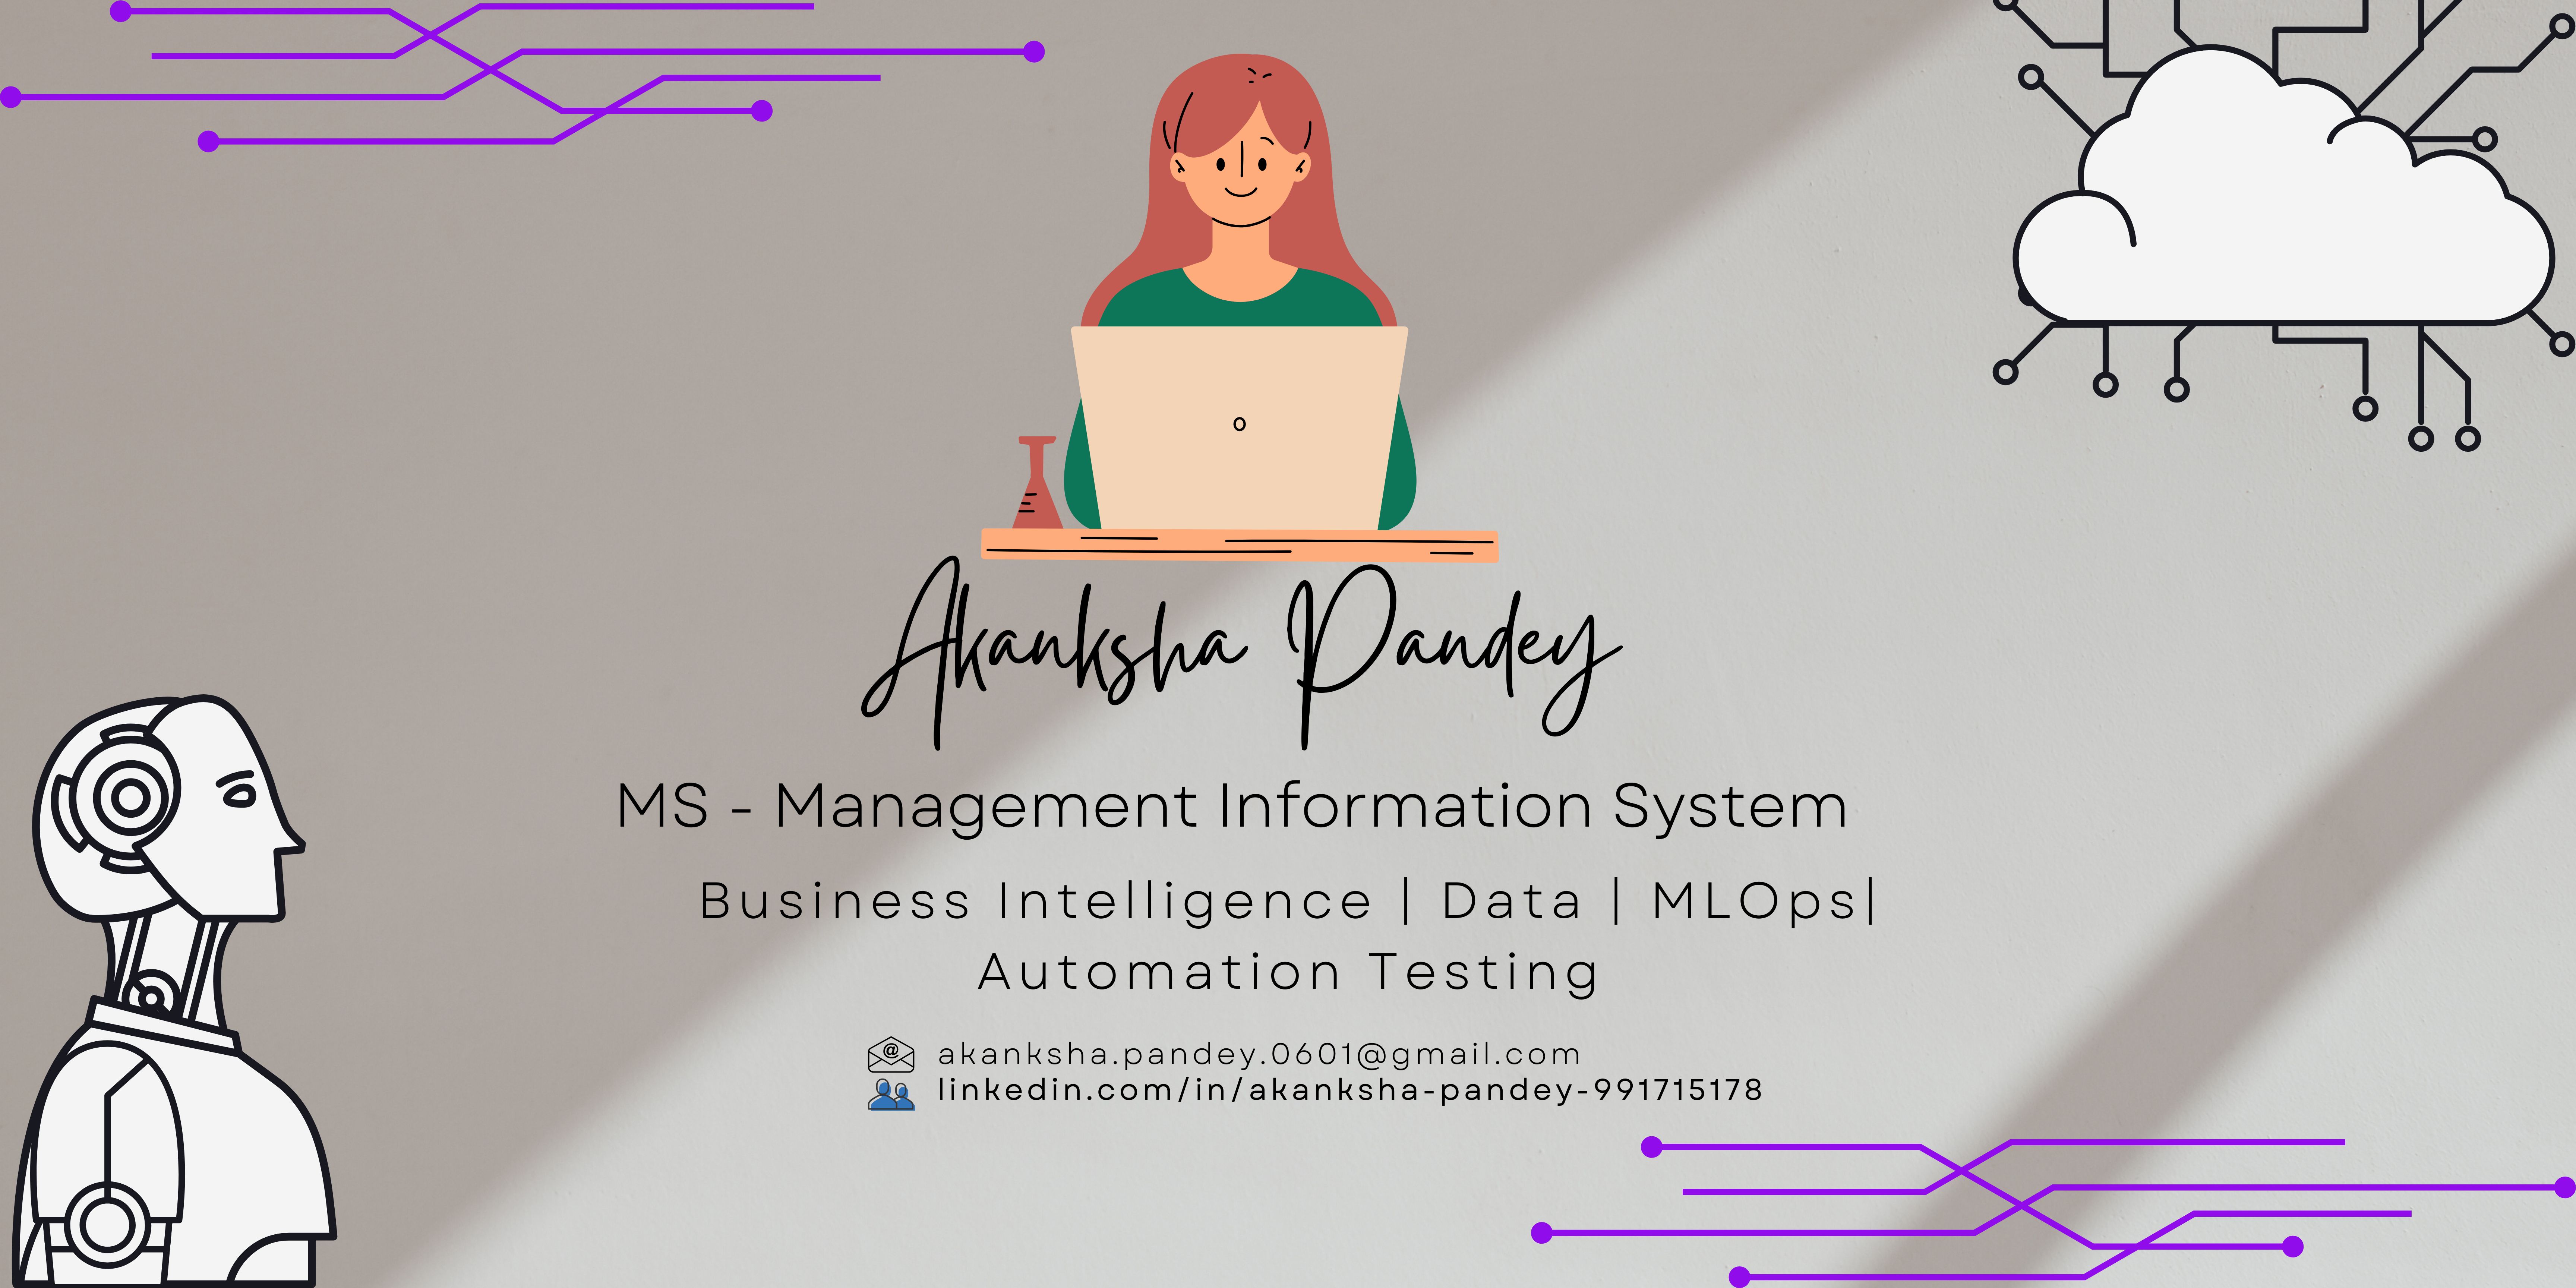 Akanksha Pandey
MS - Management Information System
Business Intelligence | Data | MLOps|
Automation Testing
akanksha.pandey.0601@gmail.com
linkedin.com/in/akanksha-pandey-991715178